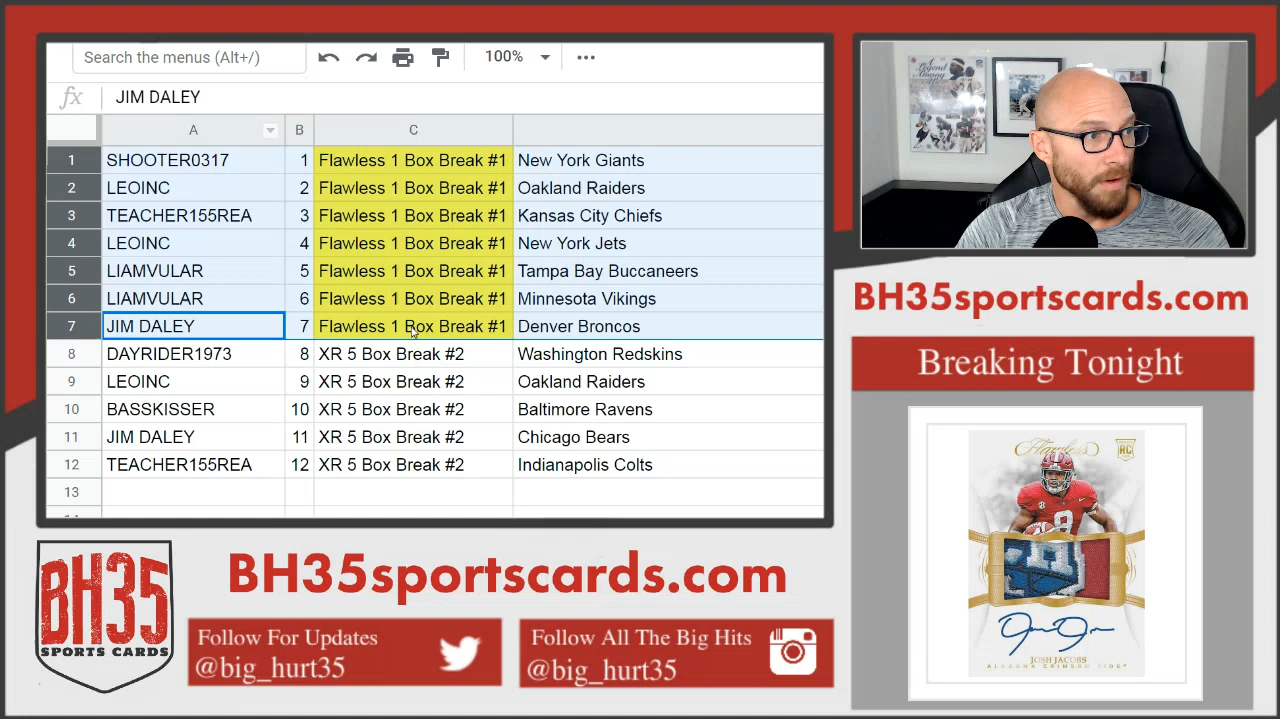 Search the menus (Alt+/)
100%
fx
JIM DALEY
A B C
1 SHOOTER0317 1 Flawless 1 Box Break #1 New York Giants
2 LEOINC 2 Flawless 1 Box Break #1 Oakland Raiders
3 TEACHER155REA 3 Flawless 1 Box Break #1 Kansas City Chiefs
4 LEOINC 4 Flawless 1 Box Break #1 New York Jets
5 LIAMVULAR 5 Flawless 1 Box Break #1 Tampa Bay Buccaneers
6 LIAMVULAR 6 Flawless 1 Box Break #1 Minnesota Vikings
7 JIM DALEY 7 Flawless 1 Box Break #1 Denver Broncos
8 DAYRIDER1973 8 XR 5 Box Break #2 Washington Redskins
9 LEOINC 9 XR 5 Box Break #2 Oakland Raiders
10 BASSKISSER 10 XR 5 Box Break #2 Baltimore Ravens
11 JIM DALEY 11 XR 5 Box Break #2 Chicago Bears
12 TEACHER155REA 12 XR 5 Box Break #2 Indianapolis Colts
13
BH35sportscards.com
Breaking Tonight
Flawless
RC
8
JOSH JACOBS
ALABAMA CRIMSON TIDE
BH35
SPORTS CARDS
BH35sportscards.com
Follow For Updates
@big_hurt35
Follow All The Big Hits
@big_hurt35